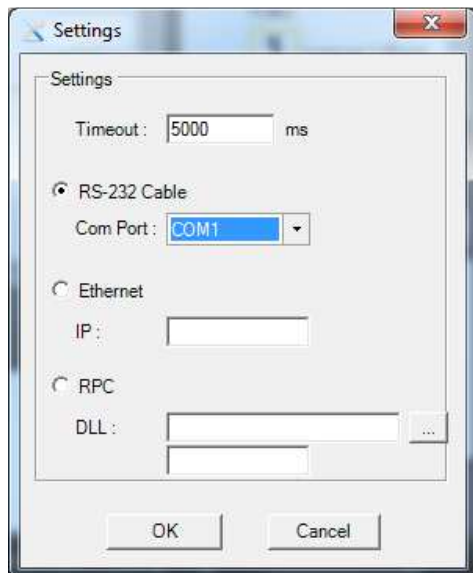 Settings
Settings
Timeout : 5000 ms
RS-232 Cable
Com Port : COM1
Ethernet
IP :
RPC
DLL : ...
OK Cancel